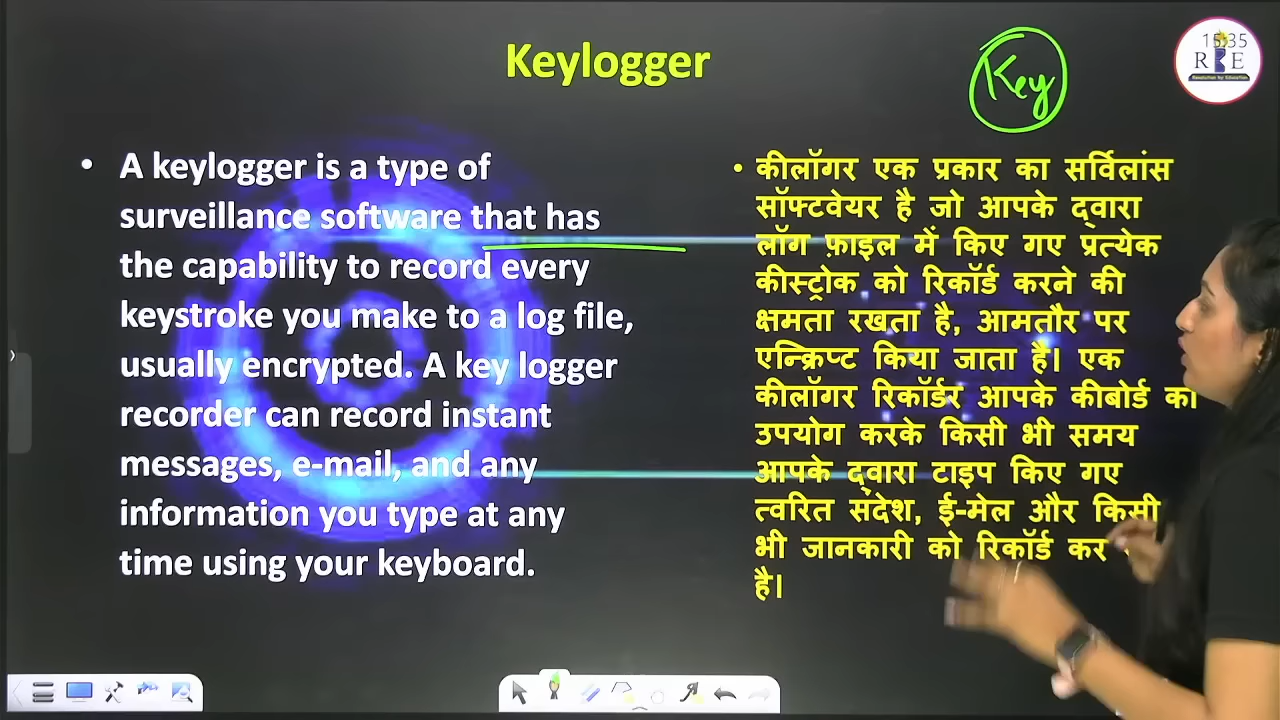 Keylogger
Key
15:35
R E
• A keylogger is a type of
surveillance software that has
the capability to record every
keystroke you make to a log file,
usually encrypted. A key logger
recorder can record instant
messages, e-mail, and any
information you type at any
time using your keyboard.
• कीलॉगर एक प्रकार का सर्विलांस
सॉफ्टवेयर है जो आपके द्वारा
लॉग फ़ाइल में किए गए प्रत्येक
कीस्ट्रोक को रिकॉर्ड करने की
क्षमता रखता है, आमतौर पर
एन्क्रिप्ट किया जाता है। एक
कीलॉगर रिकॉर्डर आपके कीबोर्ड का
उपयोग करके किसी भी समय
आपके द्वारा टाइप किए गए
त्वरित संदेश, ई-मेल और किसी
भी जानकारी को रिकॉर्ड कर
है।